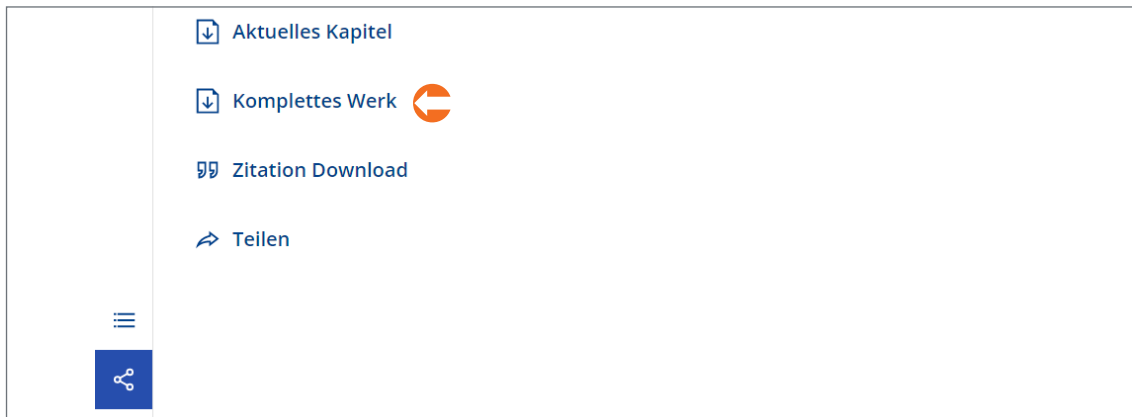 Aktuelles Kapitel
Komplettes Werk
Zitation Download
Teilen